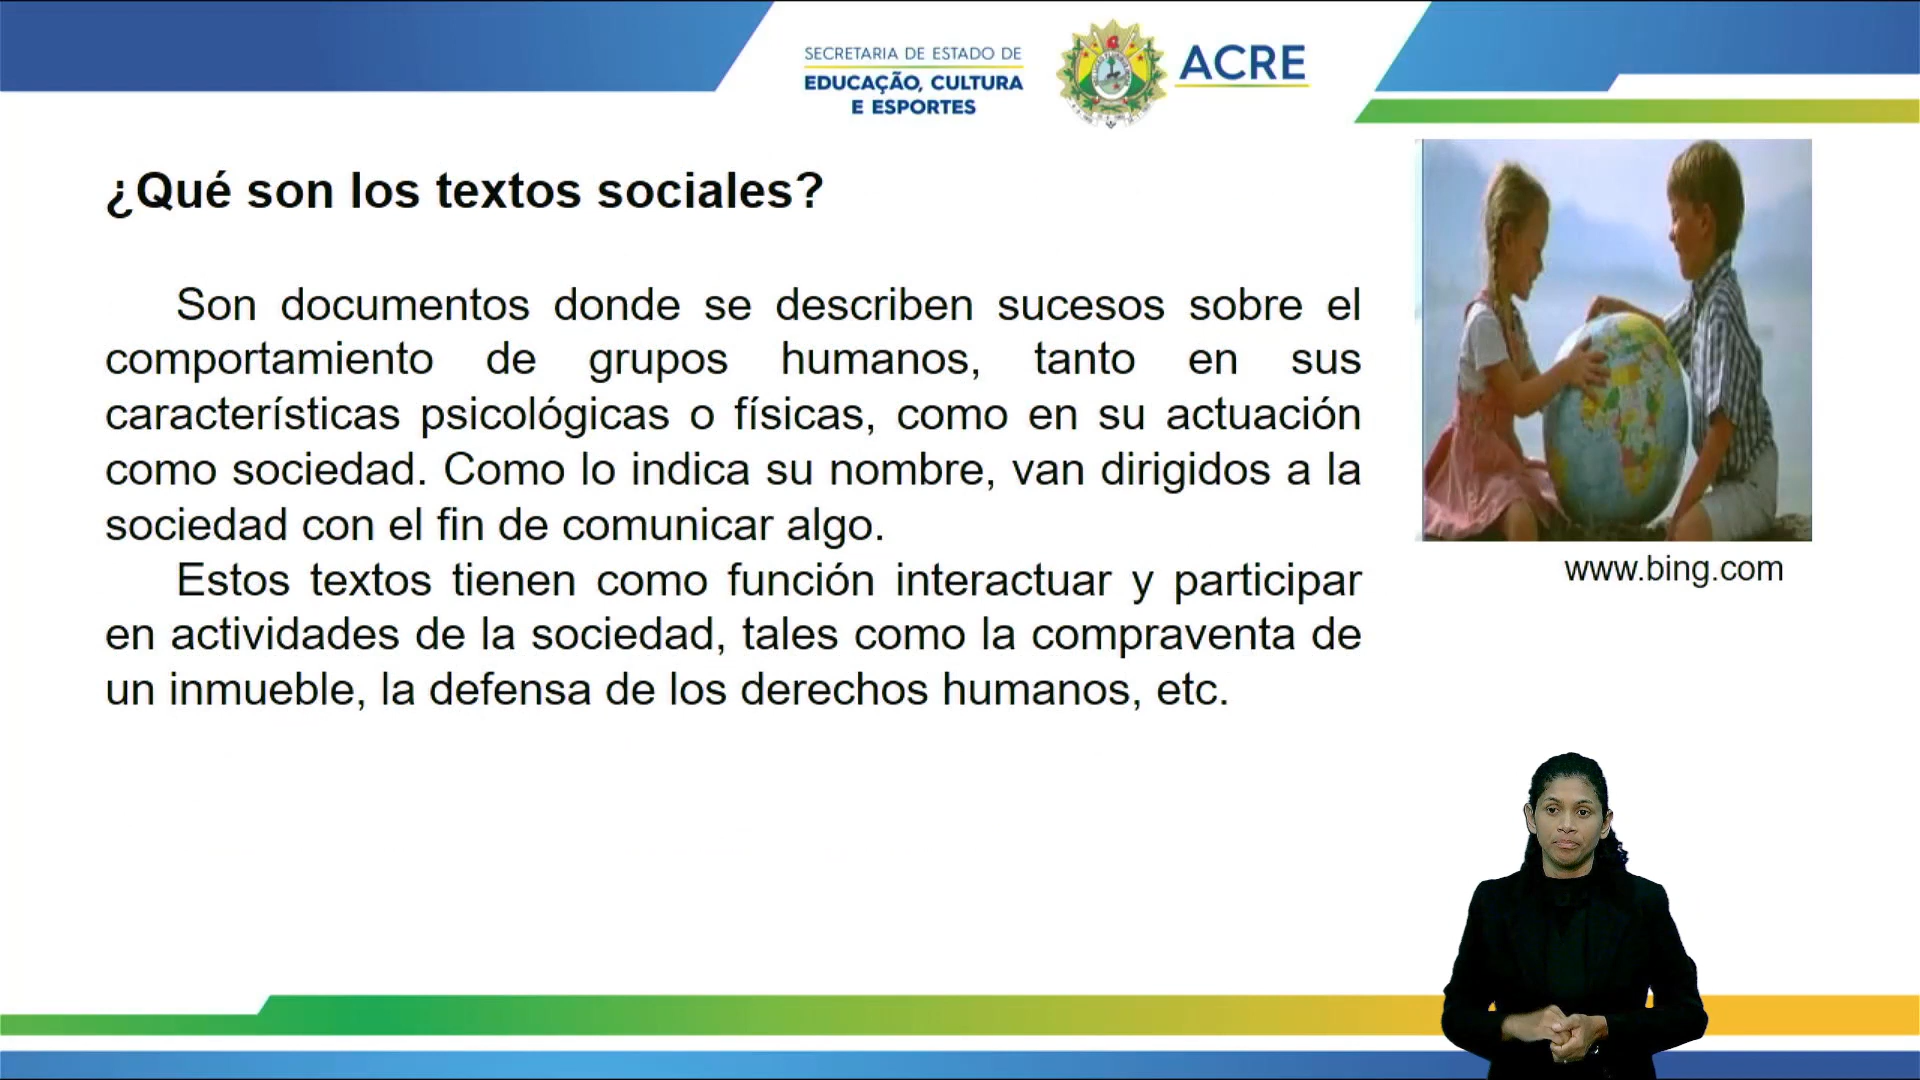 SECRETARIA DE ESTADO DE
EDUCAÇÃO, CULTURA
E ESPORTES
ACRE
¿Qué son los textos sociales?
Son documentos donde se describen sucesos sobre el
comportamiento de grupos humanos, tanto en sus
características psicológicas o físicas, como en su actuación
como sociedad. Como lo indica su nombre, van dirigidos a la
sociedad con el fin de comunicar algo.
Estos textos tienen como función interactuar y participar
en actividades de la sociedad, tales como la compraventa de
un inmueble, la defensa de los derechos humanos, etc.
www.bing.com